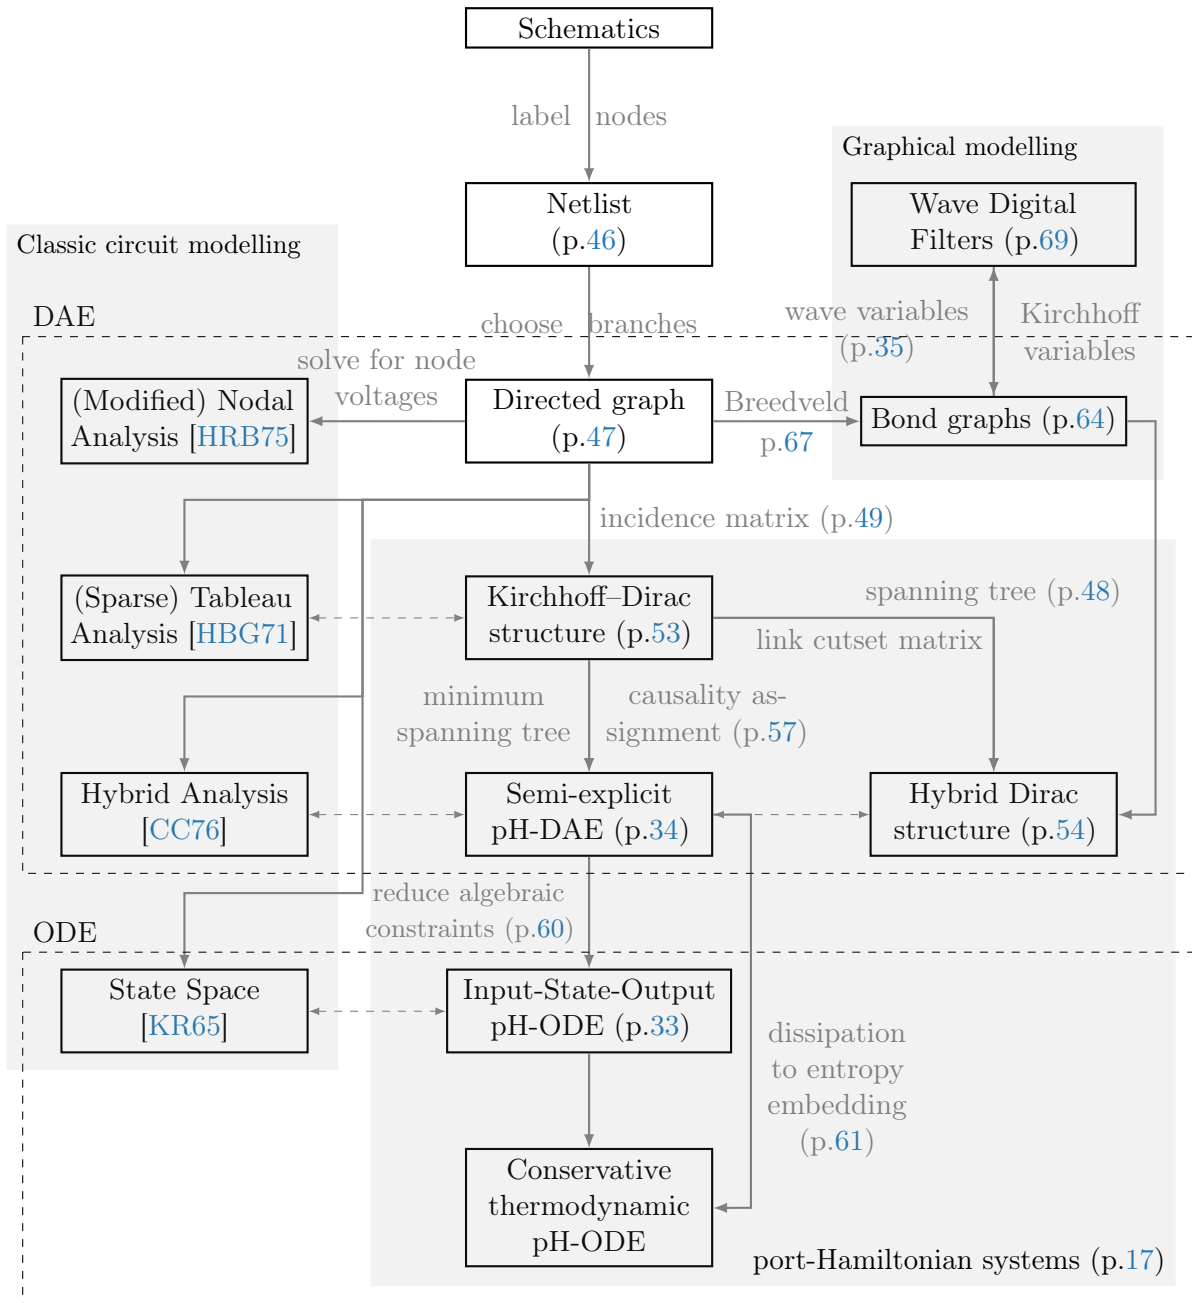 Schematics
label nodes
Graphical modelling
Netlist
(p.46)
Wave Digital
Filters (p.69)
Classic circuit modelling
DAE
choose branches
wave variables
(p.35)
Kirchhoff
variables
solve for node
voltages
(Modified) Nodal
Analysis [HRB75]
Directed graph
(p.47)
Breedveld
p.67
Bond graphs (p.64)
incidence matrix (p.49)
(Sparse) Tableau
Analysis [HBG71]
Kirchhoff–Dirac
structure (p.53)
spanning tree (p.48)
link cutset matrix
minimum
spanning tree
causality as-
signment (p.57)
Hybrid Analysis
[CC76]
Semi-explicit
pH-DAE (p.34)
Hybrid Dirac
structure (p.54)
reduce algebraic
constraints (p.60)
ODE
State Space
[KR65]
Input-State-Output
pH-ODE (p.33)
dissipation
to entropy
embedding
(p.61)
Conservative
thermodynamic
pH-ODE
port-Hamiltonian systems (p.17)